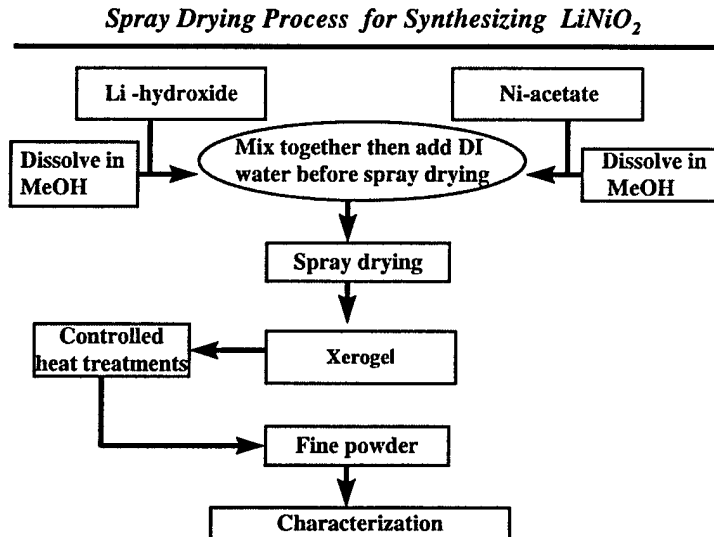 Spray Drying Process for Synthesizing LiNiO₂
Li -hydroxide
Ni-acetate
Dissolve in
MeOH
Mix together then add DI
water before spray drying
Dissolve in
MeOH
Spray drying
Controlled
heat treatments
Xerogel
Fine powder
Characterization